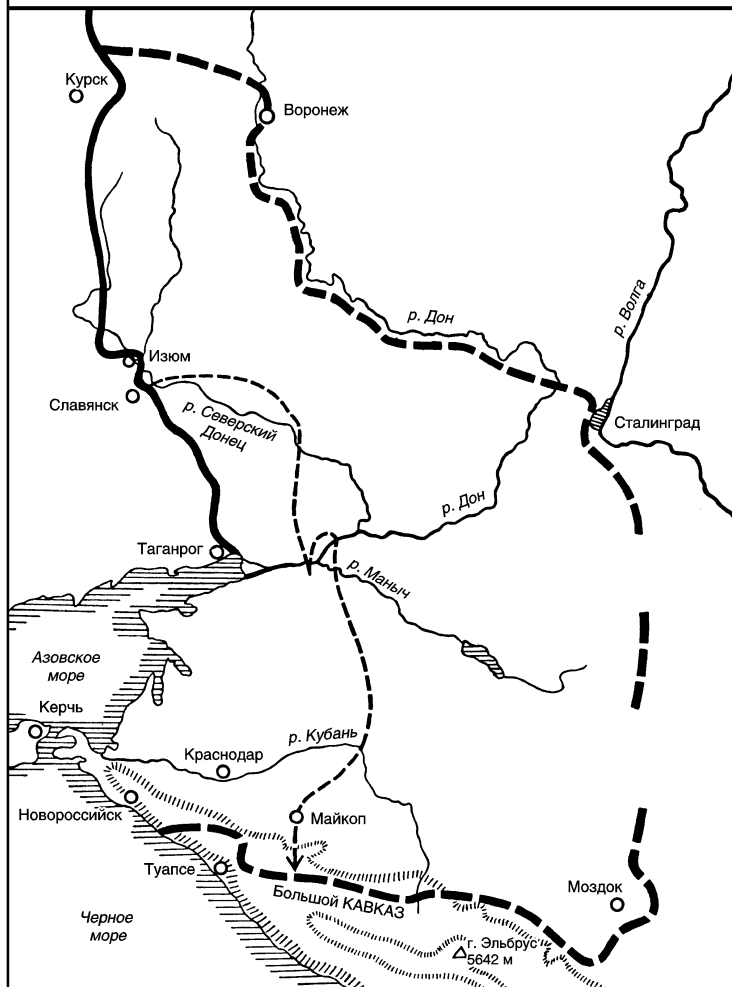 Курск
Воронеж
р. Волга
р. Дон
Изюм
Славянск
р. Северский
Донец
Сталинград
р. Дон
Таганрог
р. Маныч
Азовское
море
Керчь
р. Кубань
Краснодар
Новороссийск
Майкоп
Туапсе
Большой КАВКАЗ
Моздок
Черное
море
г. Эльбрус
5642 м